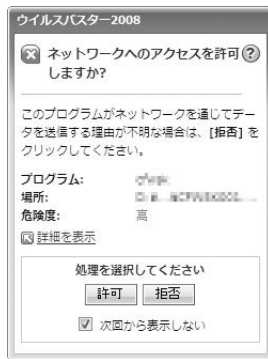 ウイルスバスター2008
ネットワークへのアクセスを許可
しますか?
このプログラムがネットワークを通じてデー
タを送信する理由が不明な場合は、[拒否] を
クリックしてください。
プログラム:
場所:
危険度: 高
詳細を表示
処理を選択してください
許可 拒否
次回から表示しない